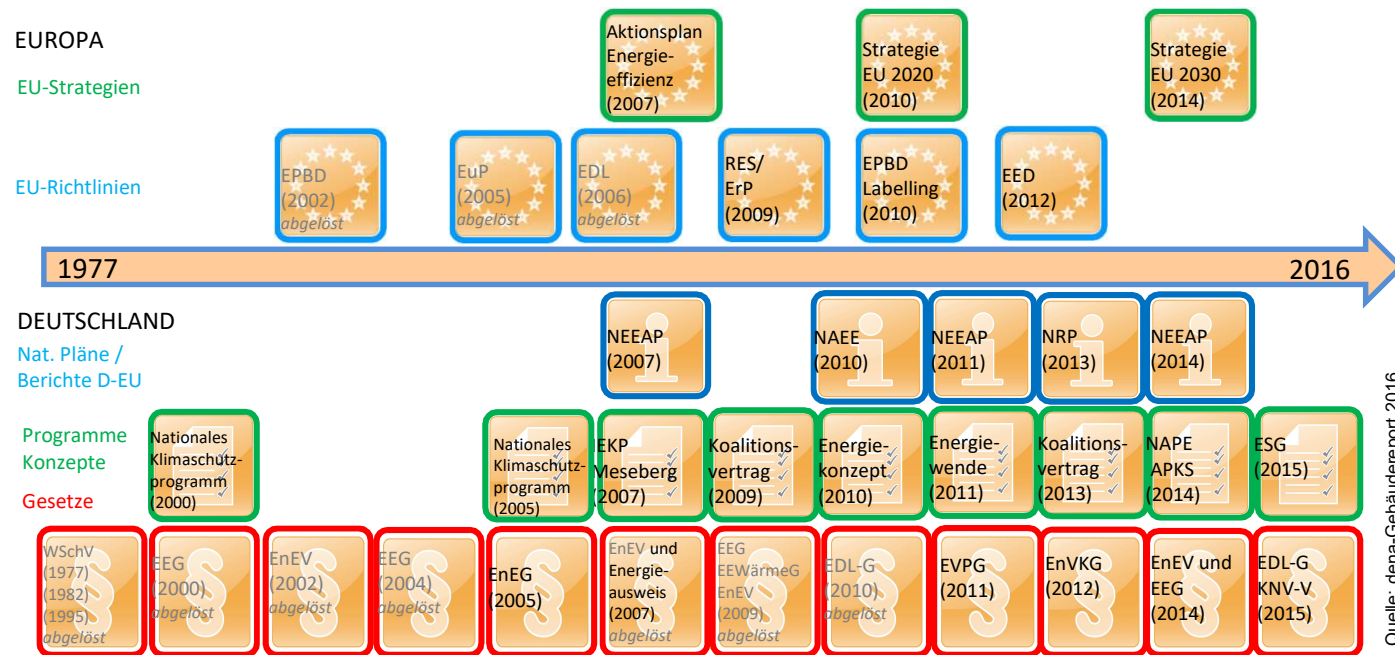 EUROPA
EU-Strategien
Aktionsplan
Energie-
effizienz
(2007)
Strategie
EU 2020
(2010)
Strategie
EU 2030
(2014)
EU-Richtlinien
EPBD
(2002)
abgelöst
EuP
(2005)
abgelöst
EDL
(2006)
abgelöst
RES/
ErP
(2009)
EPBD
Labelling
(2010)
EED
(2012)
1977
2016
DEUTSCHLAND
Nat. Pläne /
Berichte D-EU
NEEAP
(2007)
NAEE
(2010)
NEEAP
(2011)
NRP
(2013)
NEEAP
(2014)
Programme
Konzepte
Nationales
Klimaschutz-
programm
(2000)
Nationales
Klimaschutz-
programm
(2005)
IEKP
Meseberg
(2007)
Koalitions-
vertrag
(2009)
Energie-
konzept
(2010)
Energie-
wende
(2011)
Koalitions-
vertrag
(2013)
NAPE
APKS
(2014)
ESG
(2015)
Gesetze
WSchV
(1977)
(1982)
(1995)
abgelöst
EEG
(2000)
abgelöst
EnEV
(2002)
abgelöst
EEG
(2004)
abgelöst
EnEG
(2005)
EnEV und
Energie-
ausweis
(2007)
abgelöst
EEG
EEWärmeG
EnEV
(2009)
abgelöst
EDL-G
(2010)
abgelöst
EVPG
(2011)
EnVKG
(2012)
EnEV und
EEG
(2014)
EDL-G
KNV-V
(2015)
Quelle: dena-Gebäudereport 2016